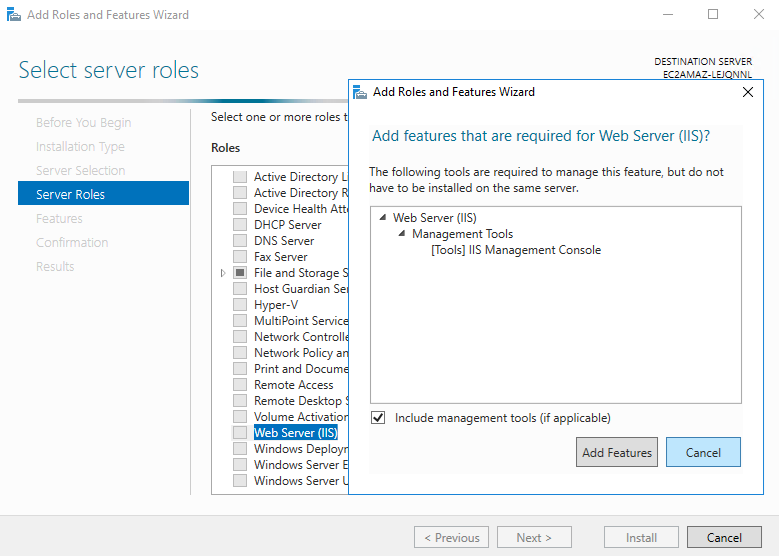 Add Roles and Features Wizard
Select server roles
DESTINATION SERVER
EC2AMAZ-LEJQNNL
Before You Begin
Installation Type
Server Selection
Server Roles
Features
Confirmation
Results
Select one or more roles t
Roles
Active Directory L
Active Directory R
Device Health Atte
DHCP Server
DNS Server
Fax Server
File and Storage S
Host Guardian Ser
Hyper-V
MultiPoint Service
Network Controlle
Network Policy an
Print and Docume
Remote Access
Remote Desktop S
Volume Activation
Web Server (IIS)
Windows Deploym
Windows Server E
Windows Server U
Add Roles and Features Wizard
Add features that are required for Web Server (IIS)?
The following tools are required to manage this feature, but do not
have to be installed on the same server.
Web Server (IIS)
Management Tools
[Tools] IIS Management Console
Include management tools (if applicable)
Add Features
Cancel
< Previous
Next >
Install
Cancel